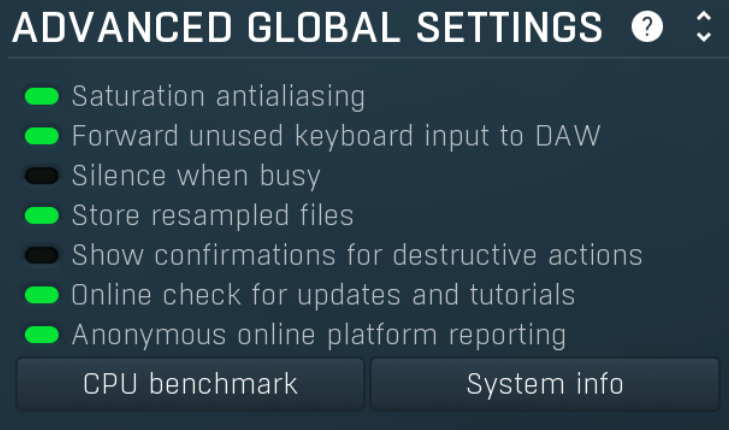 ADVANCED GLOBAL SETTINGS ?
Saturation antialiasing
Forward unused keyboard input to DAW
Silence when busy
Store resampled files
Show confirmations for destructive actions
Online check for updates and tutorials
Anonymous online platform reporting
CPU benchmark System info